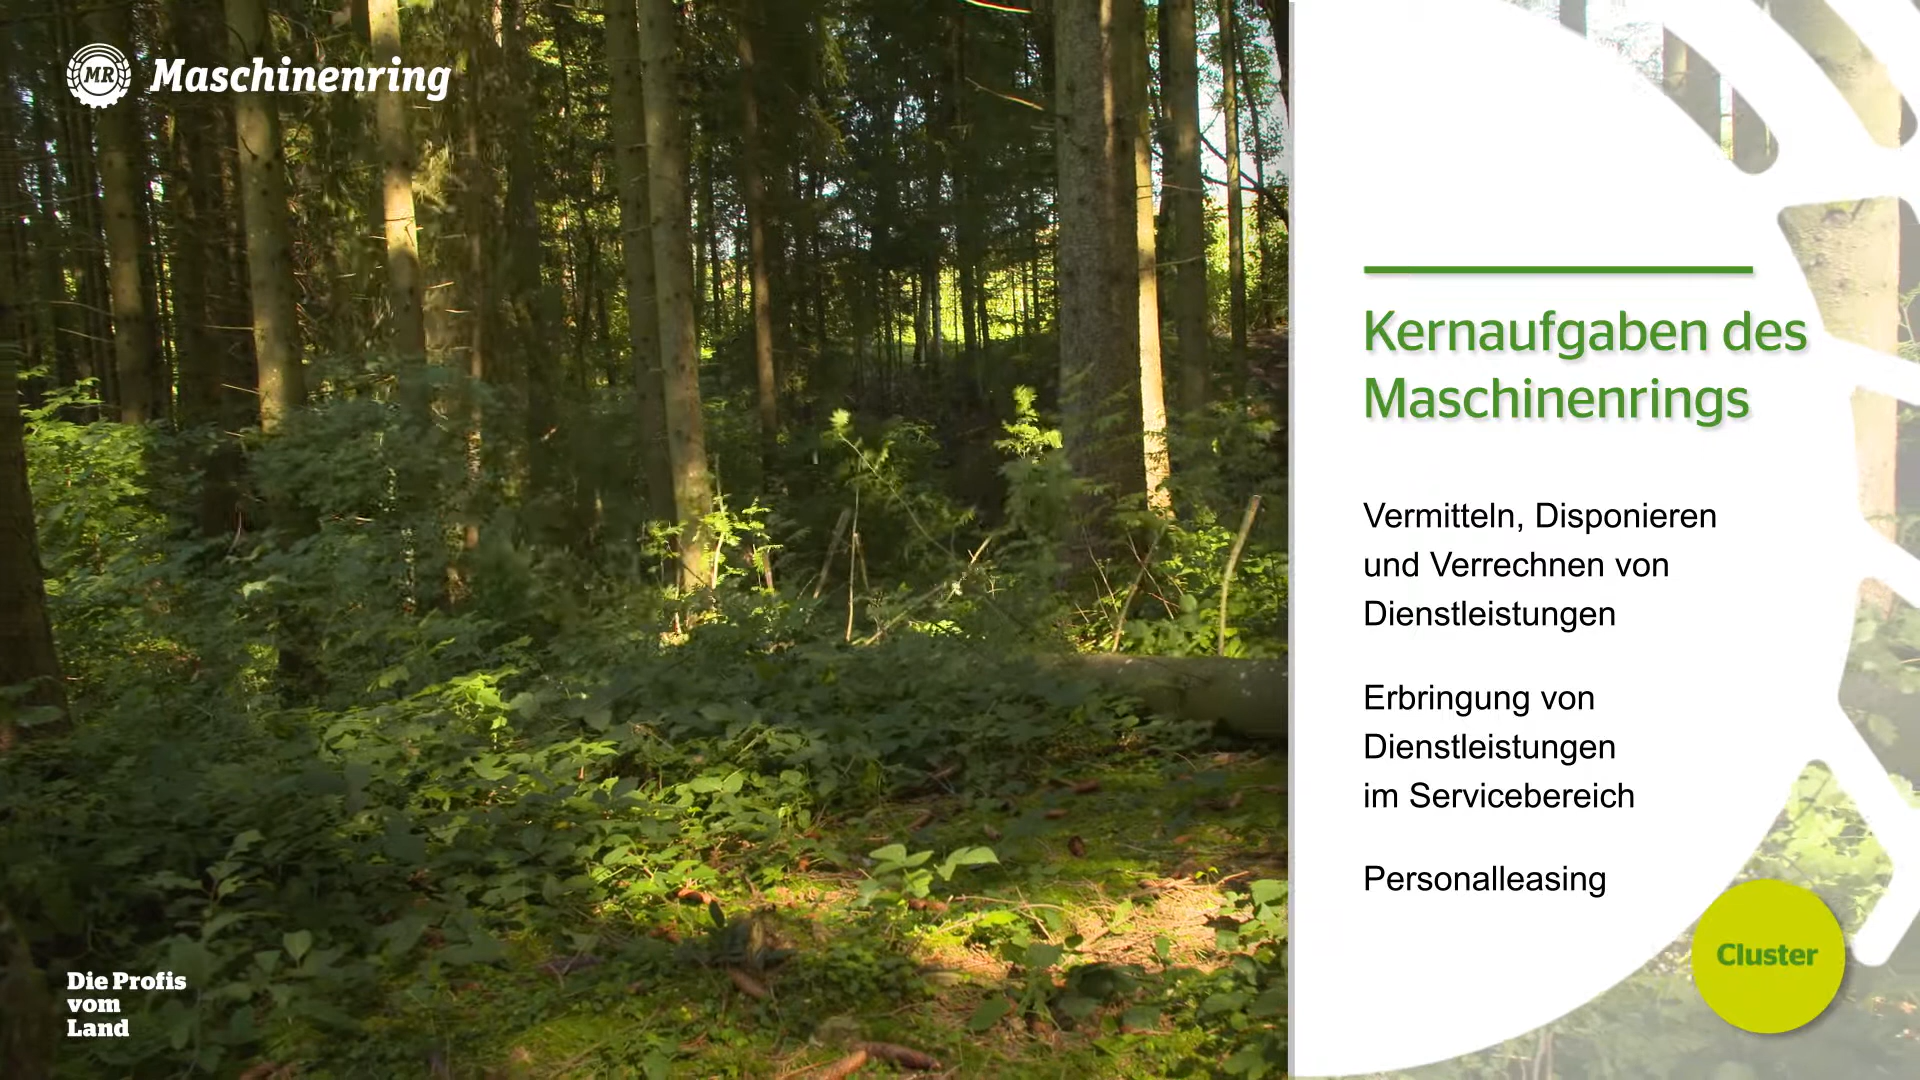 MR Maschinenring
Kernaufgaben des
Maschinenrings
Vermitteln, Disponieren
und Verrechnen von
Dienstleistungen
Erbringung von
Dienstleistungen
im Servicebereich
Personalleasing
Cluster
Die Profis
vom
Land